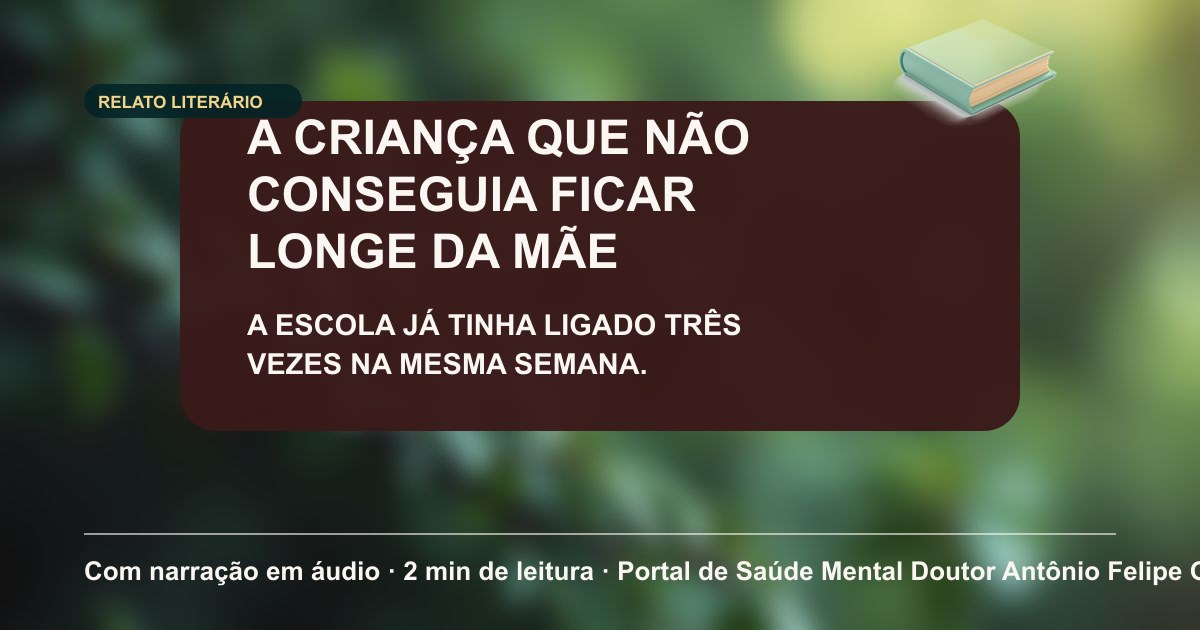 RELATO LITERÁRIO
A CRIANÇA QUE NÃO
CONSEGUIA FICAR
LONGE DA MÃE
A ESCOLA JÁ TINHA LIGADO TRÊS
VEZES NA MESMA SEMANA.
Com narração em áudio · 2 min de leitura · Portal de Saúde Mental Doutor Antônio Felipe